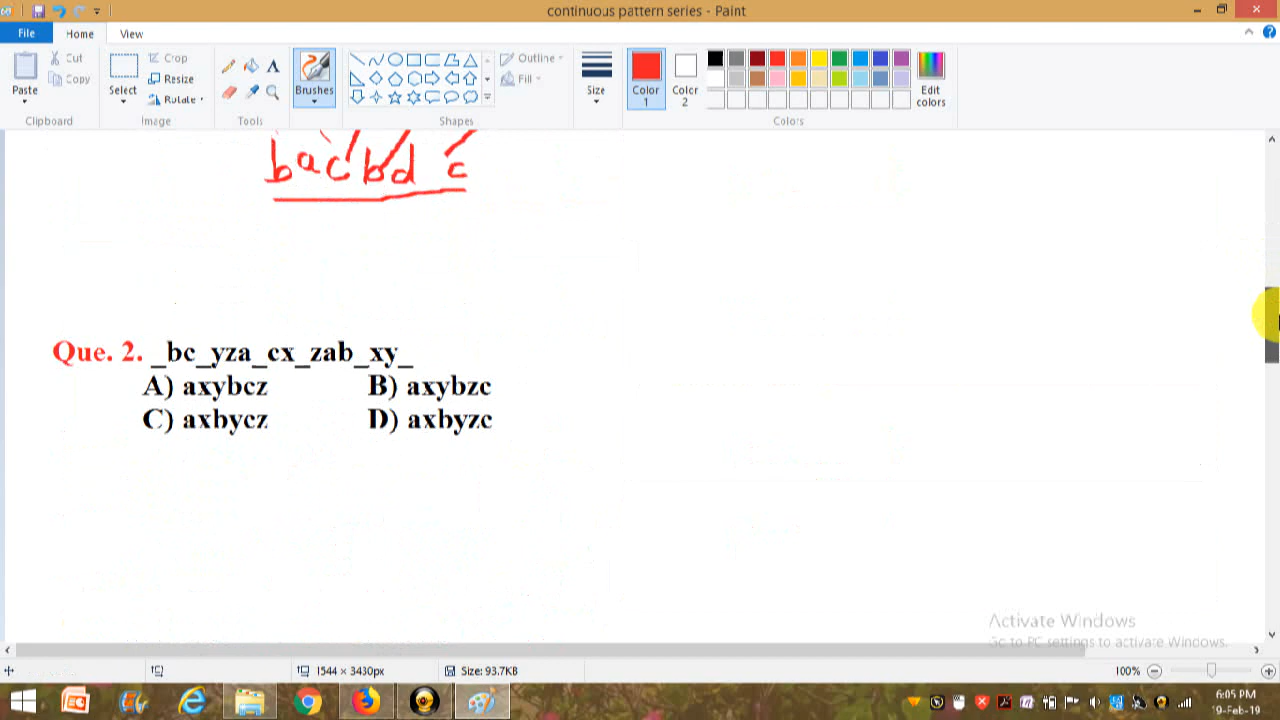 continuous pattern series - Paint
File Home View
Paste Cut Copy Clipboard
Select Crop Resize Rotate Image
Tools
Brushes
Outline Fill Shapes
Size
Color 1 Color 2 Edit colors Colors
bacbdc
Que. 2. _bc_yza_cx_zab_xy_
A) axybcz B) axybzc
C) axbycz D) axbyzc
Activate Windows
Go to PC settings to activate Windows.
1544 × 3430px Size: 93.7KB 100%
6:05 PM
19-Feb-19